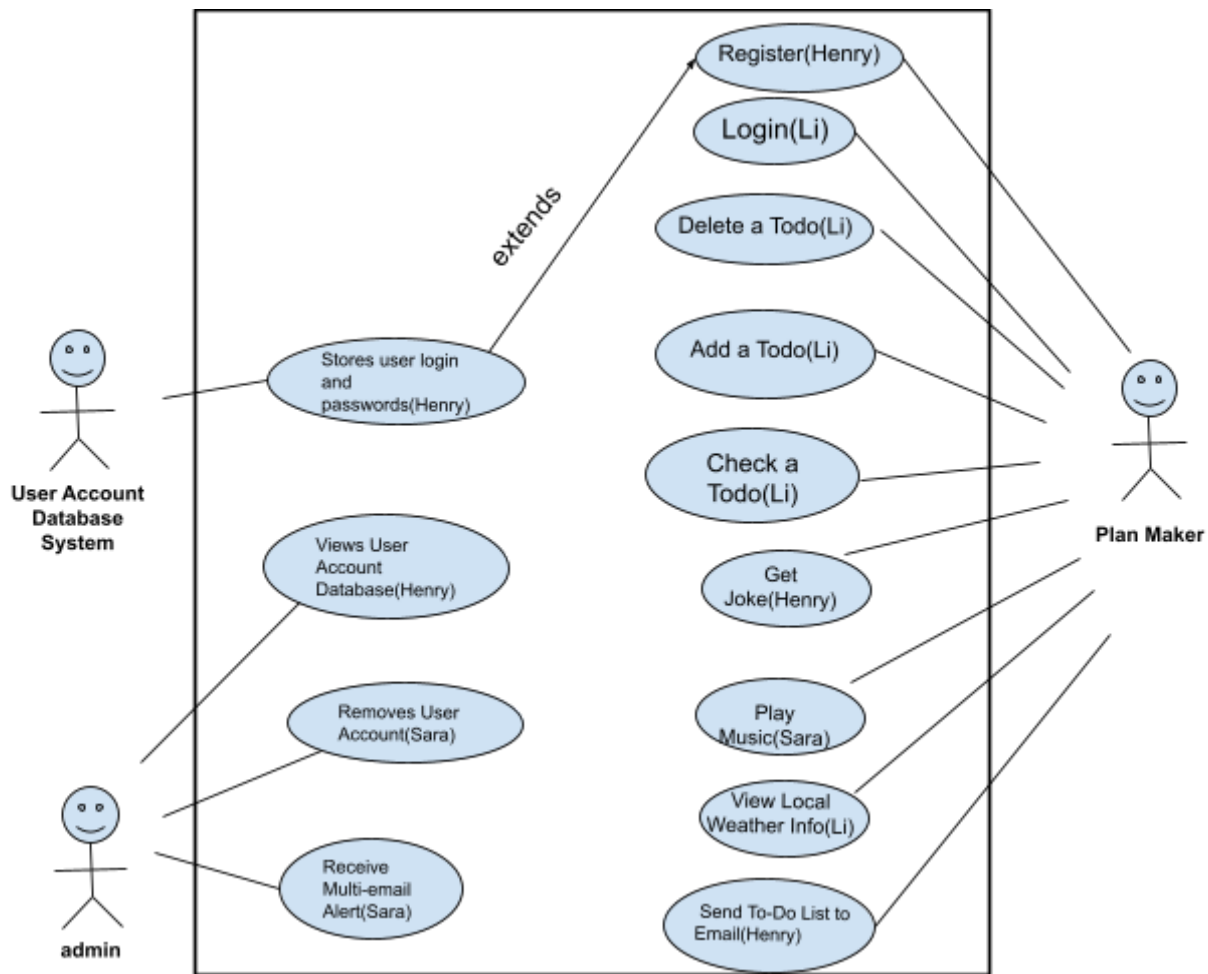 Register(Henry)
Login(Li)
extends
Delete a Todo(Li)
Stores user login
and
passwords(Henry)
Add a Todo(Li)
User Account
Database
System
Check a
Todo(Li)
Plan Maker
Views User
Account
Database(Henry)
Get
Joke(Henry)
Removes User
Account(Sara)
Play
Music(Sara)
View Local
Weather Info(Li)
Receive
Multi-email
Alert(Sara)
admin
Send To-Do List to
Email(Henry)